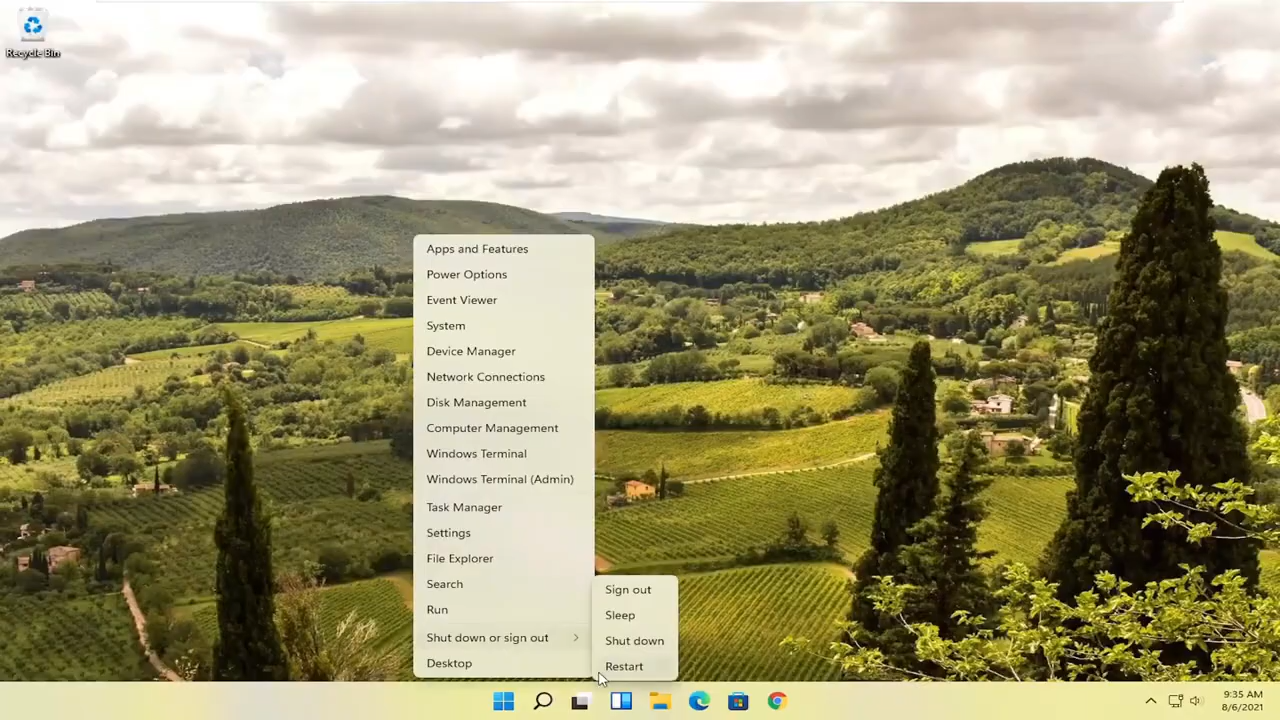 Recycle Bin
Apps and Features
Power Options
Event Viewer
System
Device Manager
Network Connections
Disk Management
Computer Management
Windows Terminal
Windows Terminal (Admin)
Task Manager
Settings
File Explorer
Search
Run
Shut down or sign out
Desktop
Sign out
Sleep
Shut down
Restart
9:35 AM
8/6/2021